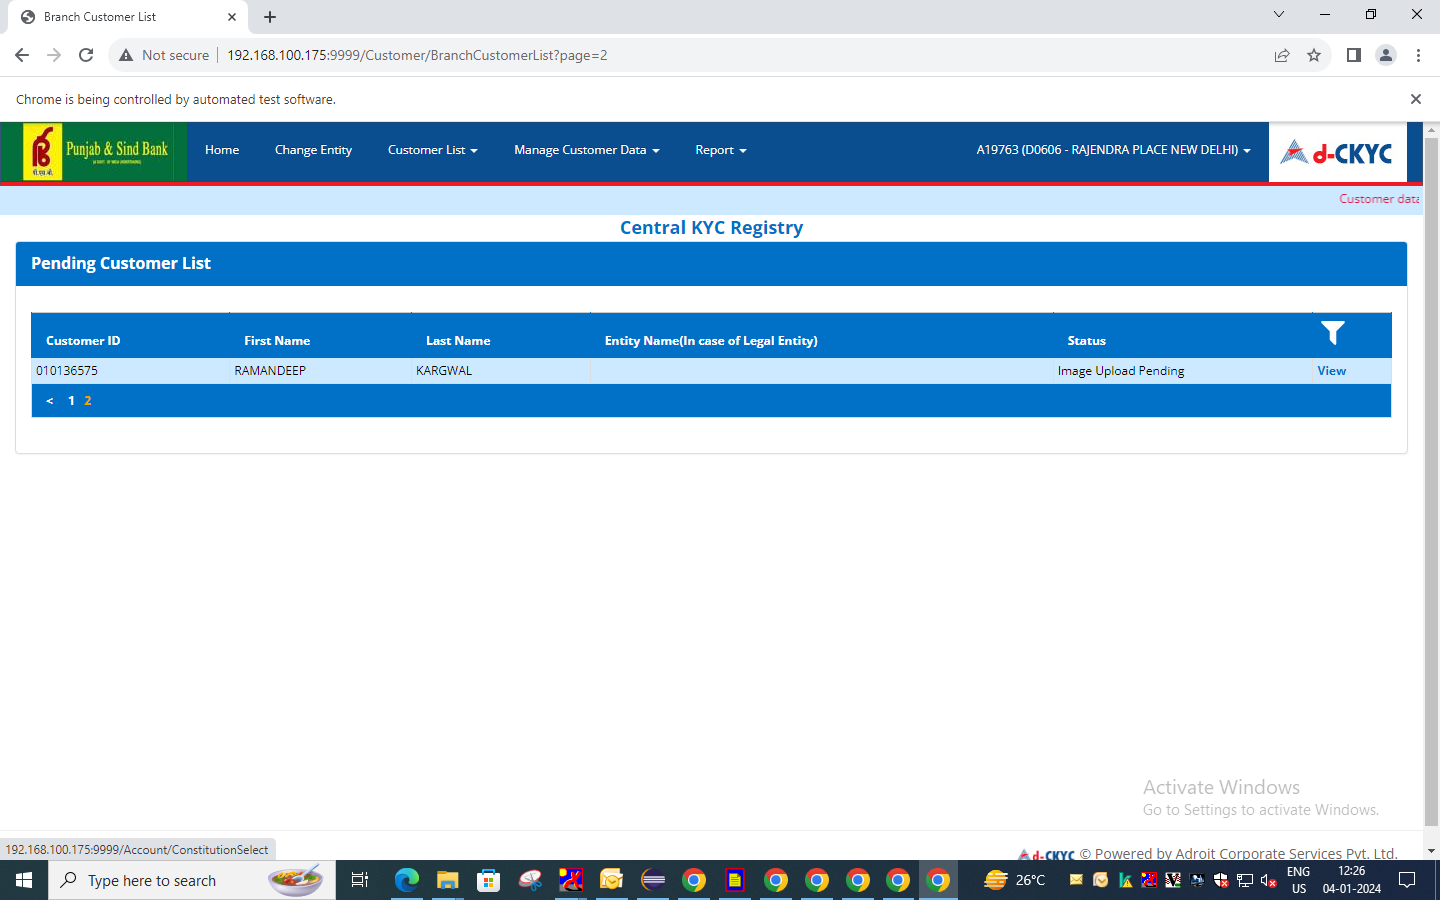 Branch Customer List
Not secure
192.168.100.175:9999/Customer/BranchCustomerList?page=2
Chrome is being controlled by automated test software.
Punjab & Sind Bank
Home
Change Entity
Customer List
Manage Customer Data
Report
A19763 (D0606 - RAJENDRA PLACE NEW DELHI)
d-CKYC
Customer data
Central KYC Registry
Pending Customer List
Customer ID First Name Last Name Entity Name(In case of Legal Entity) Status
010136575 RAMANDEEP KARGWAL Image Upload Pending View
< 1 2
Activate Windows
Go to Settings to activate Windows.
192.168.100.175:9999/Account/ConstitutionSelect
d-CKYC © Powered by Adroit Corporate Services Pvt. Ltd.
Type here to search
26°C
ENG
US
12:26
04-01-2024